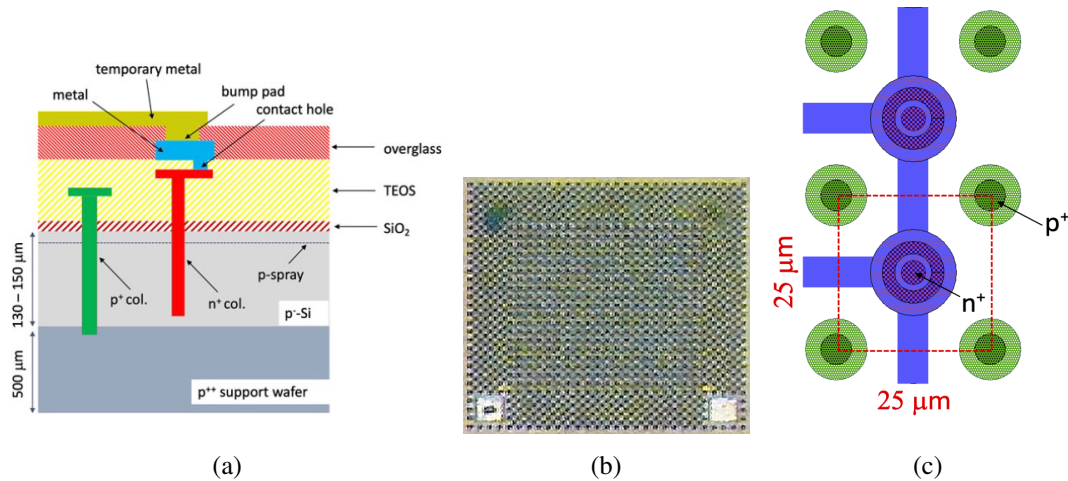 temporary metal
metal
bump pad
contact hole
overglass
TEOS
SiO₂
p-spray
p⁺ col.
n⁺ col.
p⁻-Si
130 – 150 μm
500 μm
p⁺⁺ support wafer
p⁺
n⁺
25 μm
25 μm
(a)
(b)
(c)